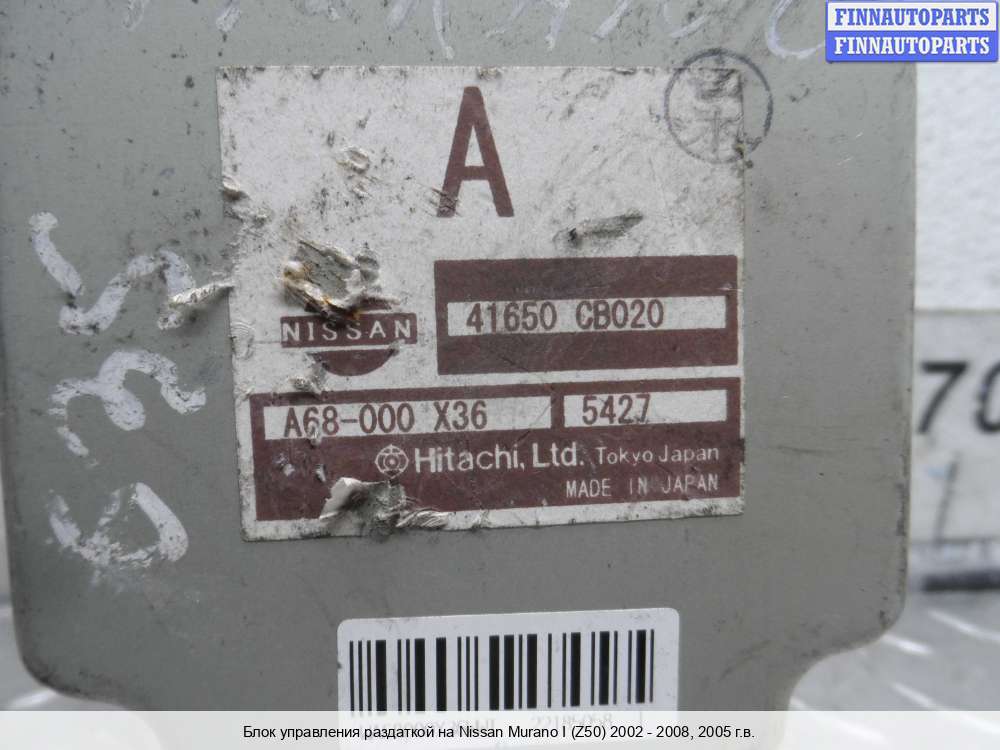 FINNAUTOPARTS
FINNAUTOPARTS
A
NISSAN
41650 CB020
A68-000 X36 5427
Hitachi, Ltd. Tokyo Japan
MADE IN JAPAN
70
Блок управления раздаткой на Nissan Murano I (Z50) 2002 - 2008, 2005 г.в.